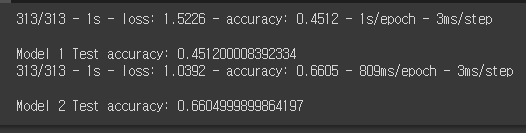 313/313 - 1s - loss: 1.5226 - accuracy: 0.4512 - 1s/epoch - 3ms/step
Model 1 Test accuracy: 0.451200008392334
313/313 - 1s - loss: 1.0392 - accuracy: 0.6605 - 809ms/epoch - 3ms/step
Model 2 Test accuracy: 0.6604999899864197